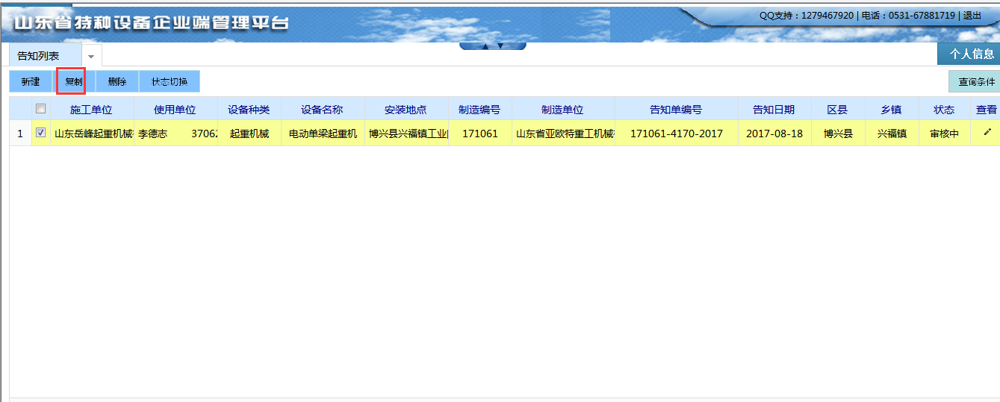 山东省特种设备企业端管理平台
QQ支持：1279467920 | 电话：0531-67881719 | 退出
告知列表
个人信息
新建 复制 删除 状态切换
查询条件
施工单位 使用单位 设备种类 设备名称 安装地点 制造编号 制造单位 告知单编号 告知日期 区县 乡镇 状态 查看
1 山东岳峰起重机械 李德志 37062 起重机械 电动单梁起重机 博兴县兴福镇工业 171061 山东省亚欧特重工机械 171061-4170-2017 2017-08-18 博兴县 兴福镇 审核中